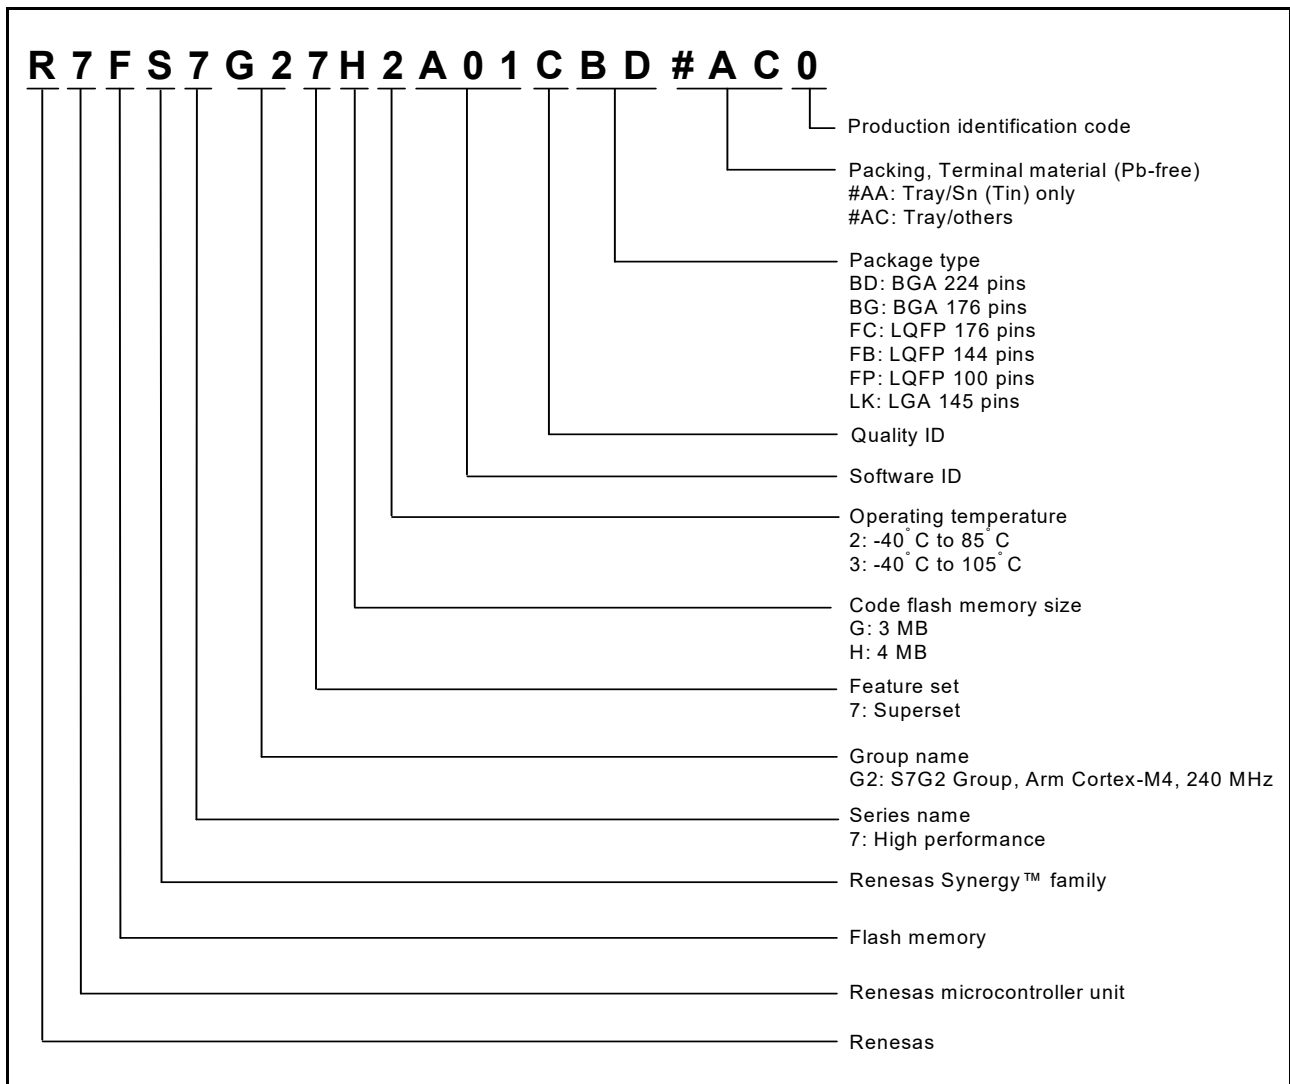 R 7 F S 7 G 2 7 H 2 A 0 1 C B D # A C 0
Production identification code
Packing, Terminal material (Pb-free)
#AA: Tray/Sn (Tin) only
#AC: Tray/others
Package type
BD: BGA 224 pins
BG: BGA 176 pins
FC: LQFP 176 pins
FB: LQFP 144 pins
FP: LQFP 100 pins
LK: LGA 145 pins
Quality ID
Software ID
Operating temperature
2: -40°C to 85°C
3: -40°C to 105°C
Code flash memory size
G: 3 MB
H: 4 MB
Feature set
7: Superset
Group name
G2: S7G2 Group, Arm Cortex-M4, 240 MHz
Series name
7: High performance
Renesas Synergy™ family
Flash memory
Renesas microcontroller unit
Renesas